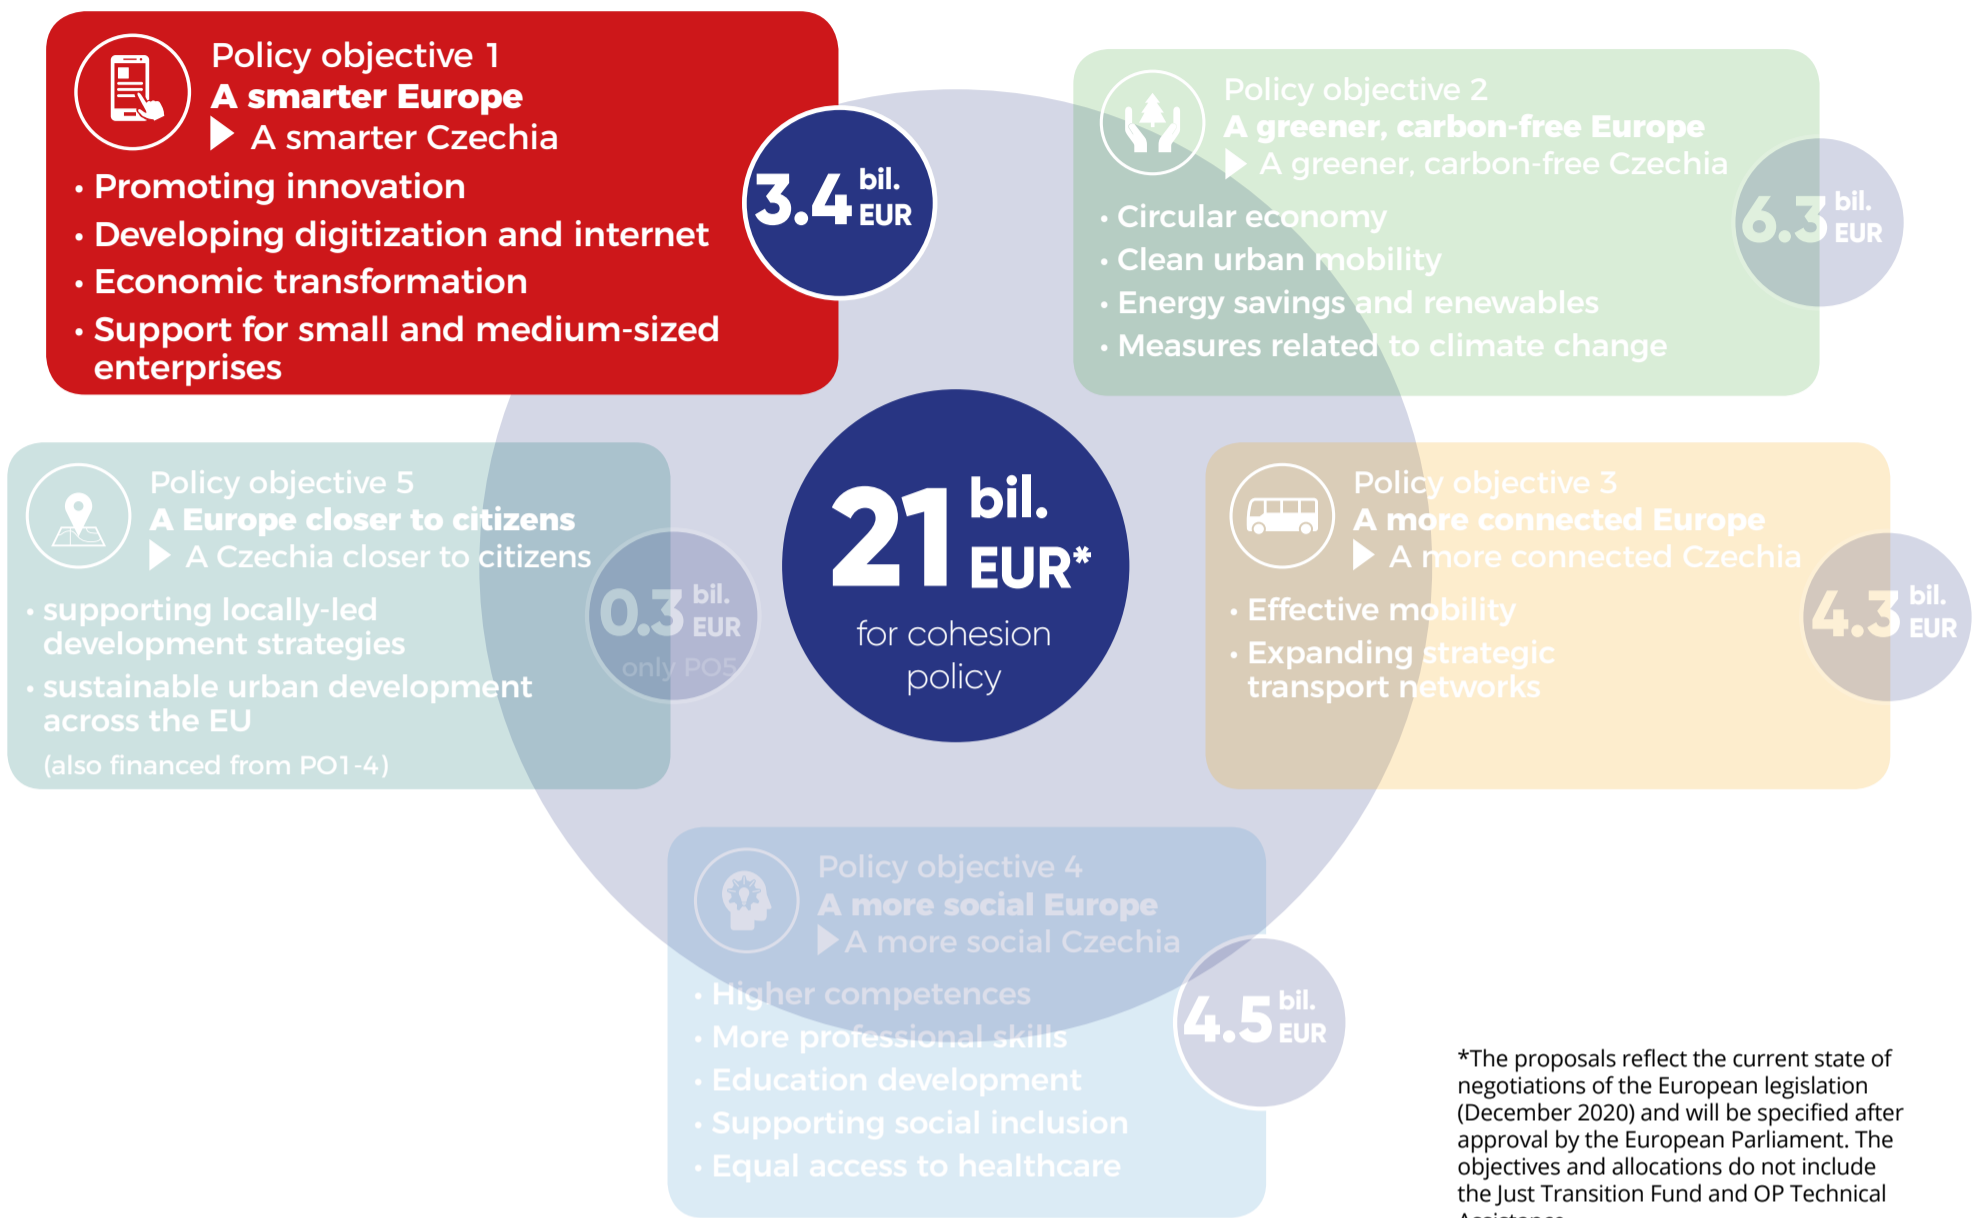 Policy objective 1
A smarter Europe
A smarter Czechia
• Promoting innovation
• Developing digitization and internet
• Economic transformation
• Support for small and medium-sized
enterprises
3.4 bil.
EUR
Policy objective 2
A greener, carbon-free Europe
A greener, carbon-free Czechia
• Circular economy
• Clean urban mobility
• Energy savings and renewables
• Measures related to climate change
6.3 bil.
EUR
Policy objective 5
A Europe closer to citizens
A Czechia closer to citizens
• supporting locally-led
development strategies
• sustainable urban development
across the EU
(also financed from PO1-4)
0.3 bil.
EUR
only PO5
21 bil.
EUR*
for cohesion
policy
Policy objective 3
A more connected Europe
A more connected Czechia
• Effective mobility
• Expanding strategic
transport networks
4.3 bil.
EUR
Policy objective 4
A more social Europe
A more social Czechia
• Higher competences
• More professional skills
• Education development
• Supporting social inclusion
• Equal access to healthcare
4.5 bil.
EUR
*The proposals reflect the current state of
negotiations of the European legislation
(December 2020) and will be specified after
approval by the European Parliament. The
objectives and allocations do not include
the Just Transition Fund and OP Technical